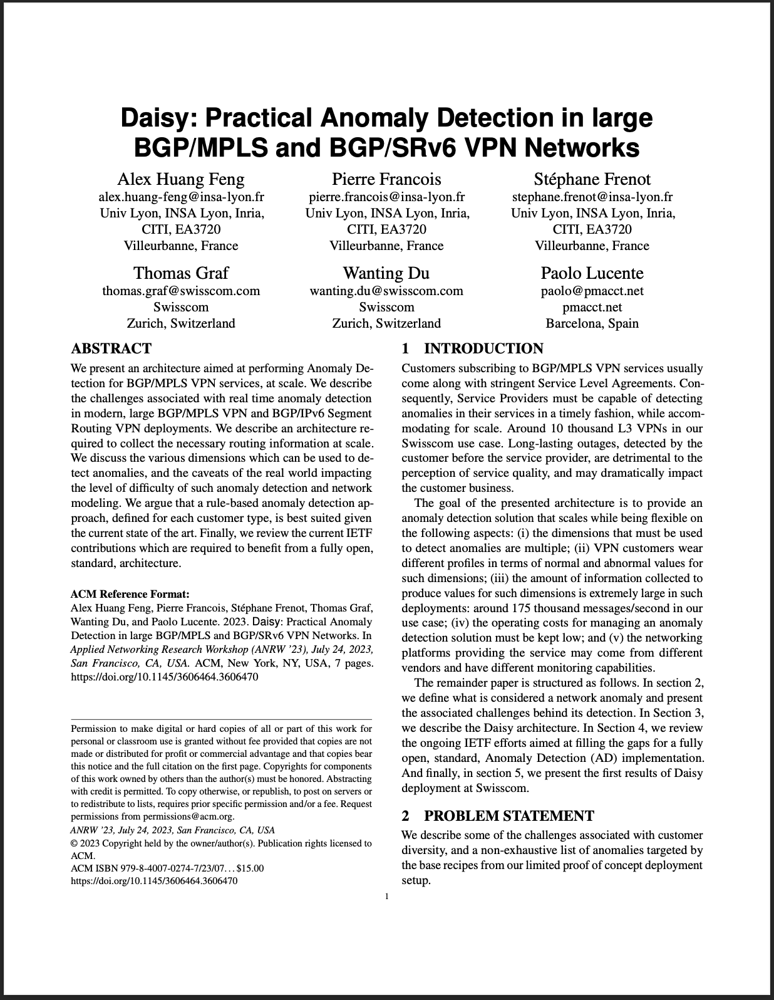 Daisy: Practical Anomaly Detection in large
BGP/MPLS and BGP/SRv6 VPN Networks
Alex Huang Feng
alex.huang-feng@insa-lyon.fr
Univ Lyon, INSA Lyon, Inria,
CITI, EA3720
Villeurbanne, France
Pierre Francois
pierre.francois@insa-lyon.fr
Univ Lyon, INSA Lyon, Inria,
CITI, EA3720
Villeurbanne, France
Stéphane Frenot
stephane.frenot@insa-lyon.fr
Univ Lyon, INSA Lyon, Inria,
CITI, EA3720
Villeurbanne, France
Thomas Graf
thomas.graf@swisscom.com
Swisscom
Zurich, Switzerland
Wanting Du
wanting.du@swisscom.com
Swisscom
Zurich, Switzerland
Paolo Lucente
paolo@pmacct.net
pmacct.net
Barcelona, Spain
ABSTRACT
We present an architecture aimed at performing Anomaly De-
tection for BGP/MPLS VPN services, at scale. We describe
the challenges associated with real time anomaly detection
in modern, large BGP/MPLS VPN and BGP/IPv6 Segment
Routing VPN deployments. We describe an architecture re-
quired to collect the necessary routing information at scale.
We discuss the various dimensions which can be used to de-
tect anomalies, and the caveats of the real world impacting
the level of difficulty of such anomaly detection and network
modeling. We argue that a rule-based anomaly detection ap-
proach, defined for each customer type, is best suited given
the current state of the art. Finally, we review the current IETF
contributions which are required to benefit from a fully open,
standard, architecture.
ACM Reference Format:
Alex Huang Feng, Pierre Francois, Stéphane Frenot, Thomas Graf,
Wanting Du, and Paolo Lucente. 2023. Daisy: Practical Anomaly
Detection in large BGP/MPLS and BGP/SRv6 VPN Networks. In
Applied Networking Research Workshop (ANRW ’23), July 24, 2023,
San Francisco, CA, USA. ACM, New York, NY, USA, 7 pages.
https://doi.org/10.1145/3606464.3606470
Permission to make digital or hard copies of all or part of this work for
personal or classroom use is granted without fee provided that copies are not
made or distributed for profit or commercial advantage and that copies bear
this notice and the full citation on the first page. Copyrights for components
of this work owned by others than the author(s) must be honored. Abstracting
with credit is permitted. To copy otherwise, or republish, to post on servers or
to redistribute to lists, requires prior specific permission and/or a fee. Request
permissions from permissions@acm.org.
ANRW ’23, July 24, 2023, San Francisco, CA, USA
© 2023 Copyright held by the owner/author(s). Publication rights licensed to
ACM.
ACM ISBN 979-8-4007-0274-7/23/07...$15.00
https://doi.org/10.1145/3606464.3606470
1 INTRODUCTION
Customers subscribing to BGP/MPLS VPN services usually
come along with stringent Service Level Agreements. Con-
sequently, Service Providers must be capable of detecting
anomalies in their services in a timely fashion, while accom-
modating for scale. Around 10 thousand L3 VPNs in our
Swisscom use case. Long-lasting outages, detected by the
customer before the service provider, are detrimental to the
perception of service quality, and may dramatically impact
the customer business.
The goal of the presented architecture is to provide an
anomaly detection solution that scales while being flexible on
the following aspects: (i) the dimensions that must be used
to detect anomalies are multiple; (ii) VPN customers wear
different profiles in terms of normal and abnormal values for
such dimensions; (iii) the amount of information collected to
produce values for such dimensions is extremely large in such
deployments: around 175 thousand messages/second in our
use case; (iv) the operating costs for managing an anomaly
detection solution must be kept low; and (v) the networking
platforms providing the service may come from different
vendors and have different monitoring capabilities.
The remainder paper is structured as follows. In section 2,
we define what is considered a network anomaly and present
the associated challenges behind its detection. In Section 3,
we describe the Daisy architecture. In Section 4, we review
the ongoing IETF efforts aimed at filling the gaps for a fully
open, standard, Anomaly Detection (AD) implementation.
And finally, in section 5, we present the first results of Daisy
deployment at Swisscom.
2 PROBLEM STATEMENT
We describe some of the challenges associated with customer
diversity, and a non-exhaustive list of anomalies targeted by
the base recipes from our limited proof of concept deployment
setup.
1